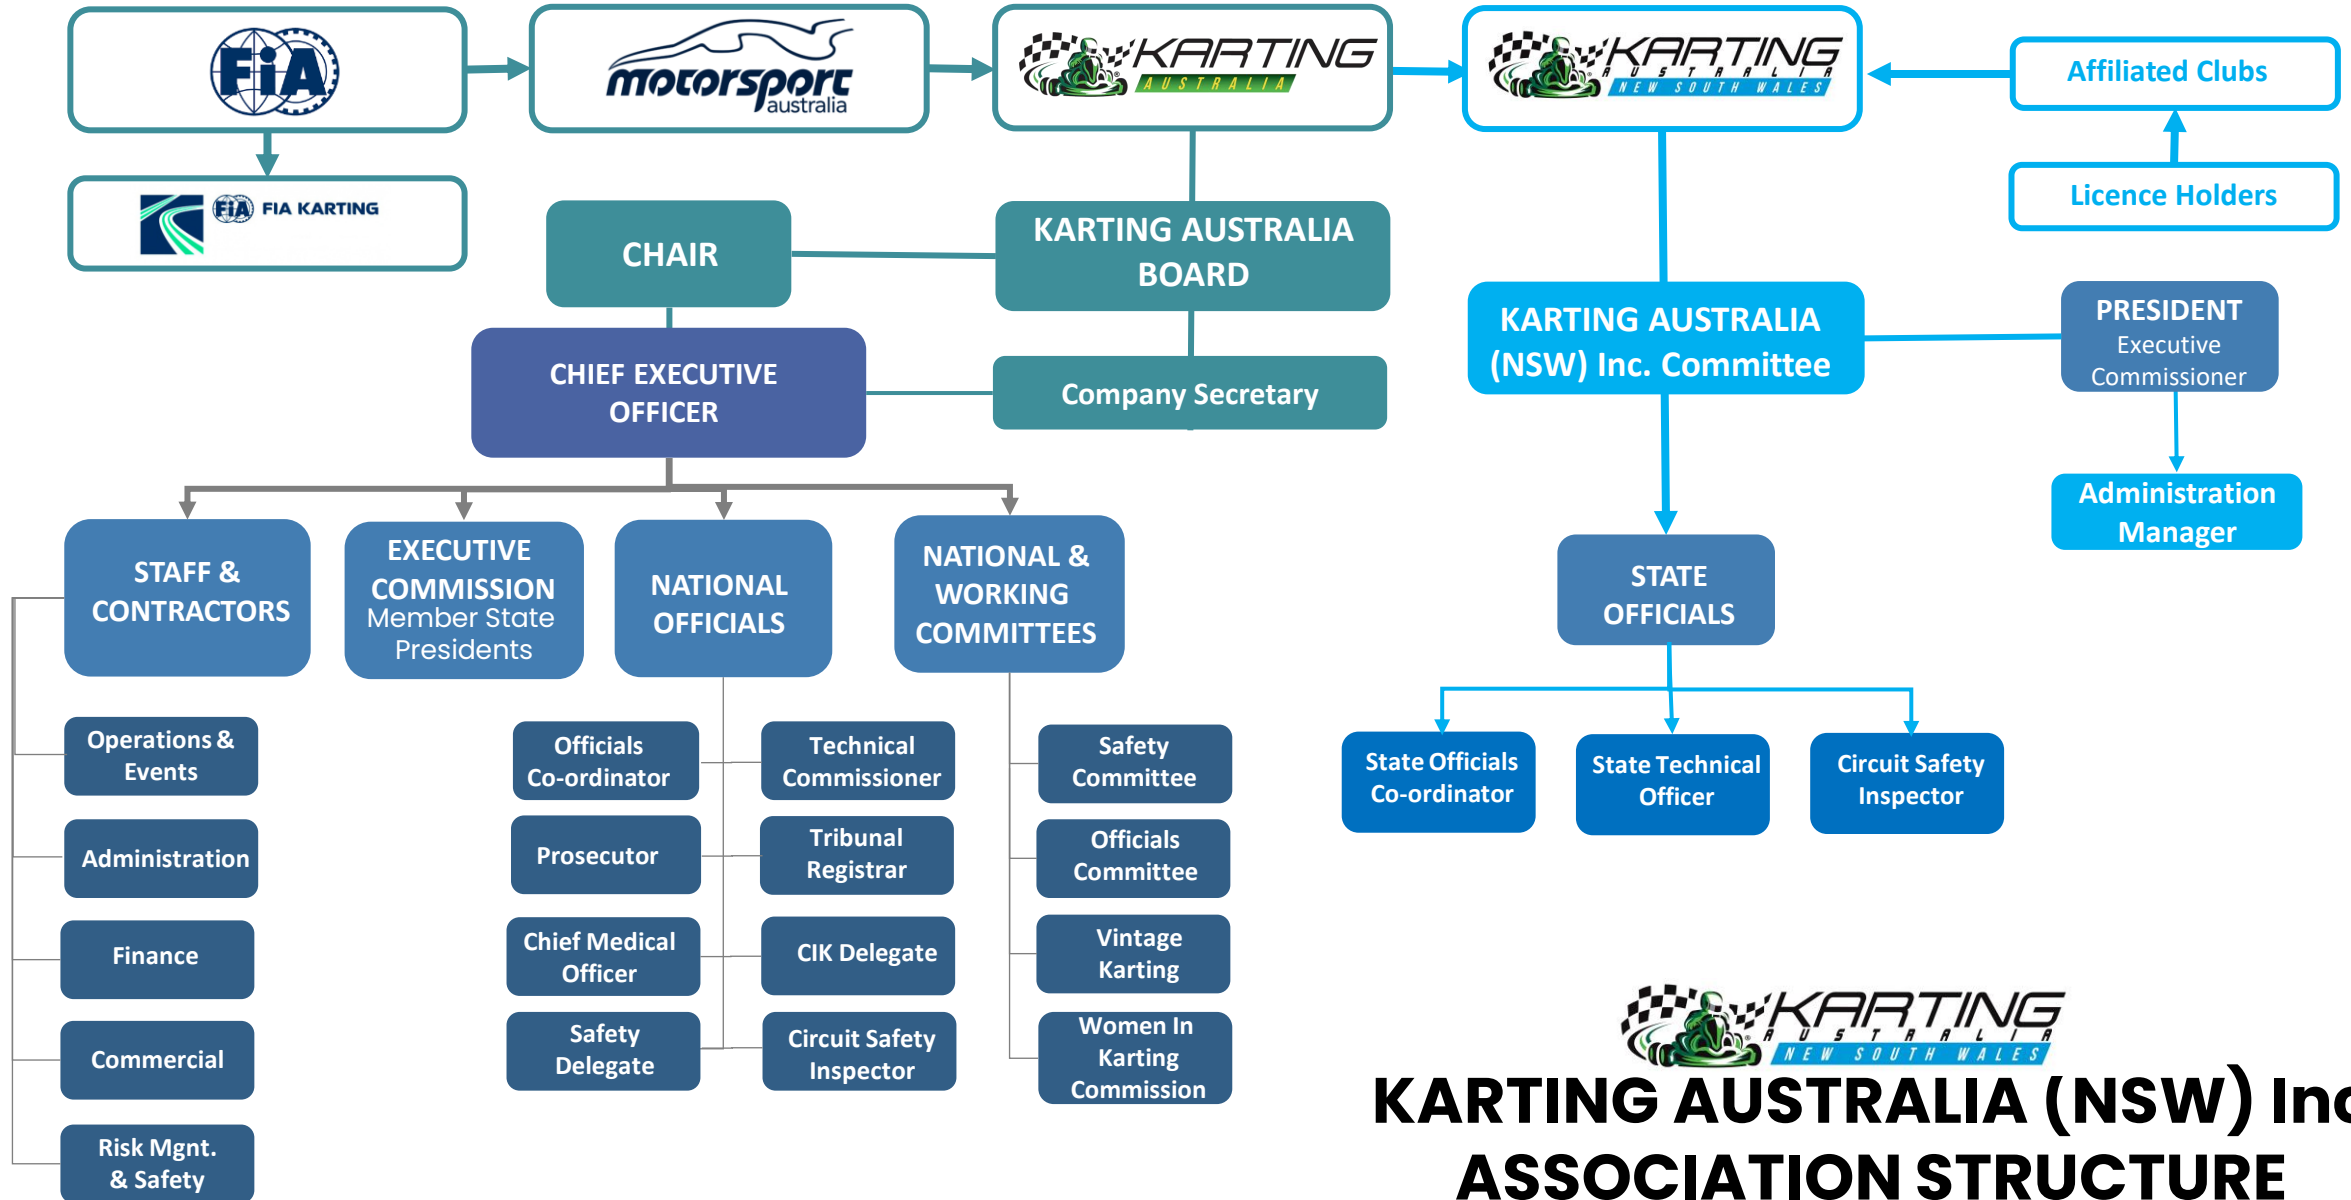 FiA
motorsport
australia
KARTING
AUSTRALIA
KARTING
AUSTRALIA
NEW SOUTH WALES
Affiliated Clubs
FiA FIA KARTING
Licence Holders
CHAIR
KARTING AUSTRALIA
BOARD
CHIEF EXECUTIVE
OFFICER
Company Secretary
KARTING AUSTRALIA
(NSW) Inc. Committee
PRESIDENT
Executive
Commissioner
Administration
Manager
STAFF &
CONTRACTORS
EXECUTIVE
COMMISSION
Member State
Presidents
NATIONAL
OFFICIALS
NATIONAL &
WORKING
COMMITTEES
STATE
OFFICIALS
Operations &
Events
Administration
Finance
Commercial
Risk Mgnt.
& Safety
Officials
Co-ordinator
Technical
Commissioner
Prosecutor
Tribunal
Registrar
Chief Medical
Officer
CIK Delegate
Safety
Delegate
Circuit Safety
Inspector
Safety
Committee
Officials
Committee
Vintage
Karting
Women In
Karting
Commission
State Officials
Co-ordinator
State Technical
Officer
Circuit Safety
Inspector
KARTING
AUSTRALIA
NEW SOUTH WALES
KARTING AUSTRALIA (NSW) Inc
ASSOCIATION STRUCTURE